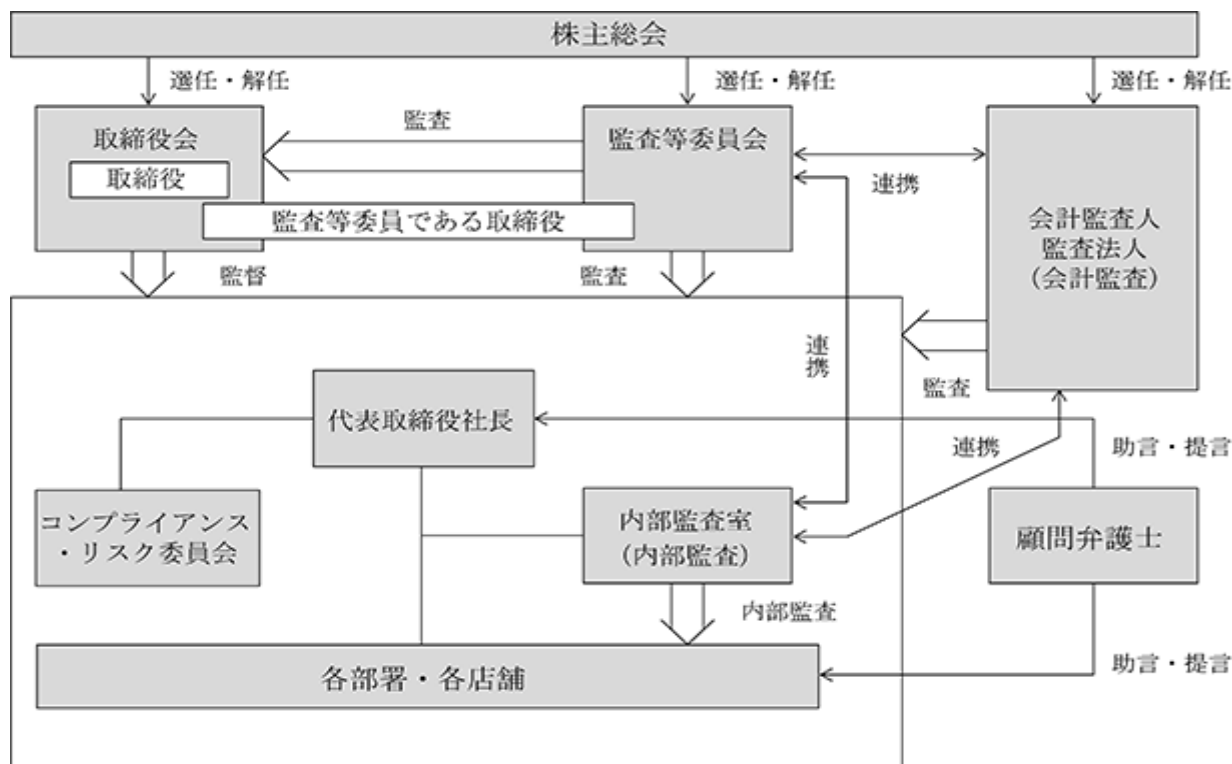 株主総会
選任・解任
選任・解任
選任・解任
取締役会
取締役
監査
監査等委員会
監査等委員である取締役
連携
会計監査人
監査法人
(会計監査)
監督
監査
連携
監査
代表取締役社長
連携
助言・提言
コンプライアンス
・リスク委員会
内部監査室
(内部監査)
顧問弁護士
内部監査
各部署・各店舗
助言・提言